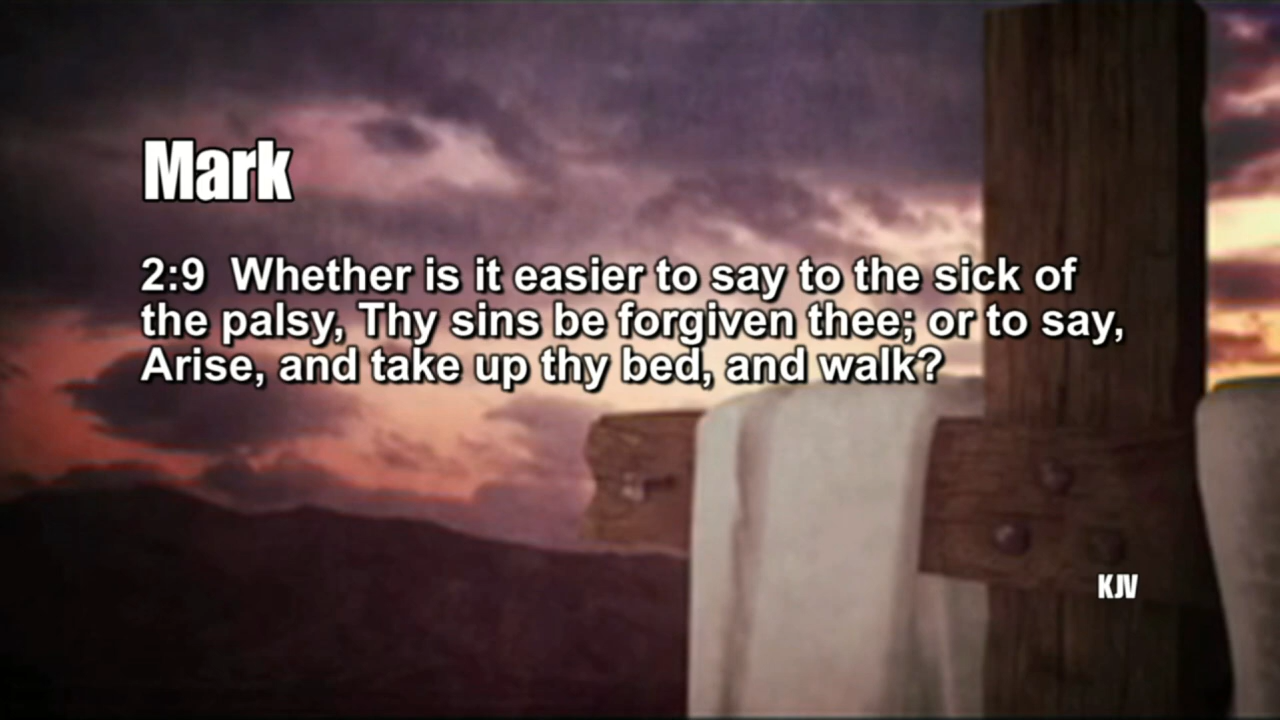 Mark
2:9 Whether is it easier to say to the sick of
the palsy, Thy sins be forgiven thee; or to say,
Arise, and take up thy bed, and walk?
KJV